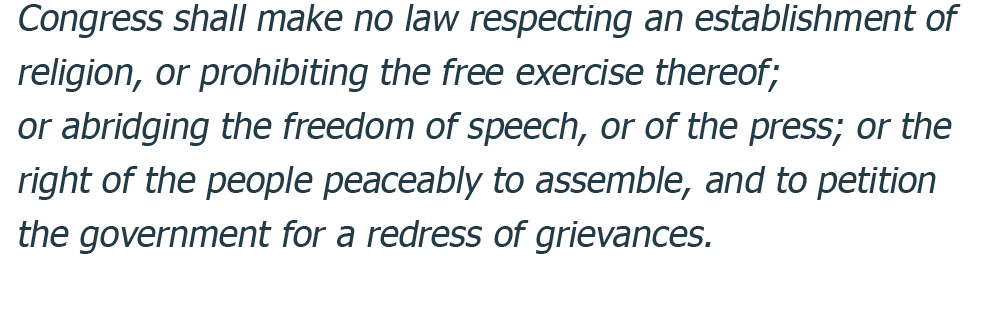 Congress shall make no law respecting an establishment of
religion, or prohibiting the free exercise thereof;
or abridging the freedom of speech, or of the press; or the
right of the people peaceably to assemble, and to petition
the government for a redress of grievances.